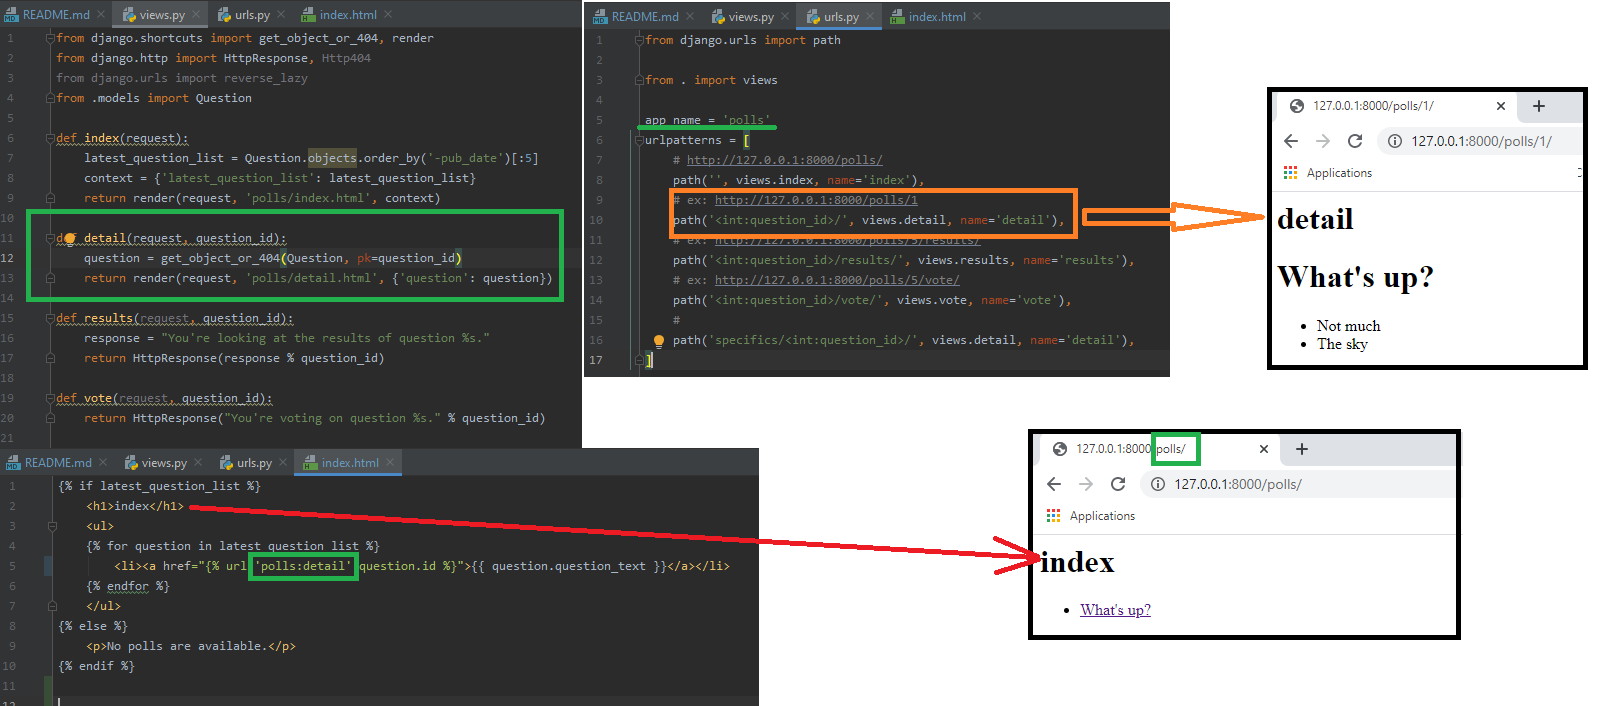 README.md views.py urls.py index.html
1 from django.shortcuts import get_object_or_404, render
2 from django.http import HttpResponse, Http404
3 from django.urls import reverse_lazy
4 from .models import Question
5
6 def index(request):
7 latest_question_list = Question.objects.order_by('-pub_date')[:5]
8 context = {'latest_question_list': latest_question_list}
9 return render(request, 'polls/index.html', context)
10
11 def detail(request, question_id):
12 question = get_object_or_404(Question, pk=question_id)
13 return render(request, 'polls/detail.html', {'question': question})
14
15 def results(request, question_id):
16 response = "You're looking at the results of question %s."
17 return HttpResponse(response % question_id)
18
19 def vote(request, question_id):
20 return HttpResponse("You're voting on question %s." % question_id)
21
README.md views.py urls.py index.html
1 from django.urls import path
2
3 from . import views
4
5 app_name = 'polls'
6 urlpatterns = [
7 # http://127.0.0.1:8000/polls/
8 path('', views.index, name='index'),
9 # ex: http://127.0.0.1:8000/polls/1
10 path('<int:question_id>/', views.detail, name='detail'),
11 # ex: http://127.0.0.1:8000/polls/5/results/
12 path('<int:question_id>/results/', views.results, name='results'),
13 # ex: http://127.0.0.1:8000/polls/5/vote/
14 path('<int:question_id>/vote/', views.vote, name='vote'),
15 #
16 path('specifics/<int:question_id>/', views.detail, name='detail'),
17 ]
127.0.0.1:8000/polls/1/
127.0.0.1:8000/polls/1/
Applications
detail
What's up?
• Not much
• The sky
README.md views.py urls.py index.html
1 {% if latest_question_list %}
2 <h1>index</h1>
3 <ul>
4 {% for question in latest_question_list %}
5 <li><a href="{% url 'polls:detail' question.id %}">{{ question.question_text }}</a></li>
6 {% endfor %}
7 </ul>
8 {% else %}
9 <p>No polls are available.</p>
10 {% endif %}
11
12
127.0.0.1:8000/polls/
127.0.0.1:8000/polls/
Applications
index
• What's up?